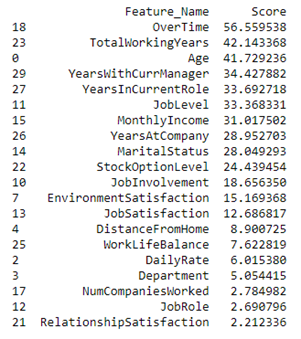 Feature_Name Score
18 OverTime 56.559538
23 TotalWorkingYears 42.143368
0 Age 41.729236
29 YearsWithCurrManager 34.427882
27 YearsInCurrentRole 33.692718
11 JobLevel 33.368331
15 MonthlyIncome 31.017502
26 YearsAtCompany 28.952703
14 MaritalStatus 28.049293
22 StockOptionLevel 24.439454
10 JobInvolvement 18.656350
7 EnvironmentSatisfaction 15.169368
13 JobSatisfaction 12.686817
4 DistanceFromHome 8.900725
25 WorkLifeBalance 7.622819
2 DailyRate 6.015380
3 Department 5.054415
17 NumCompaniesWorked 2.784982
12 JobRole 2.690796
21 RelationshipSatisfaction 2.212336